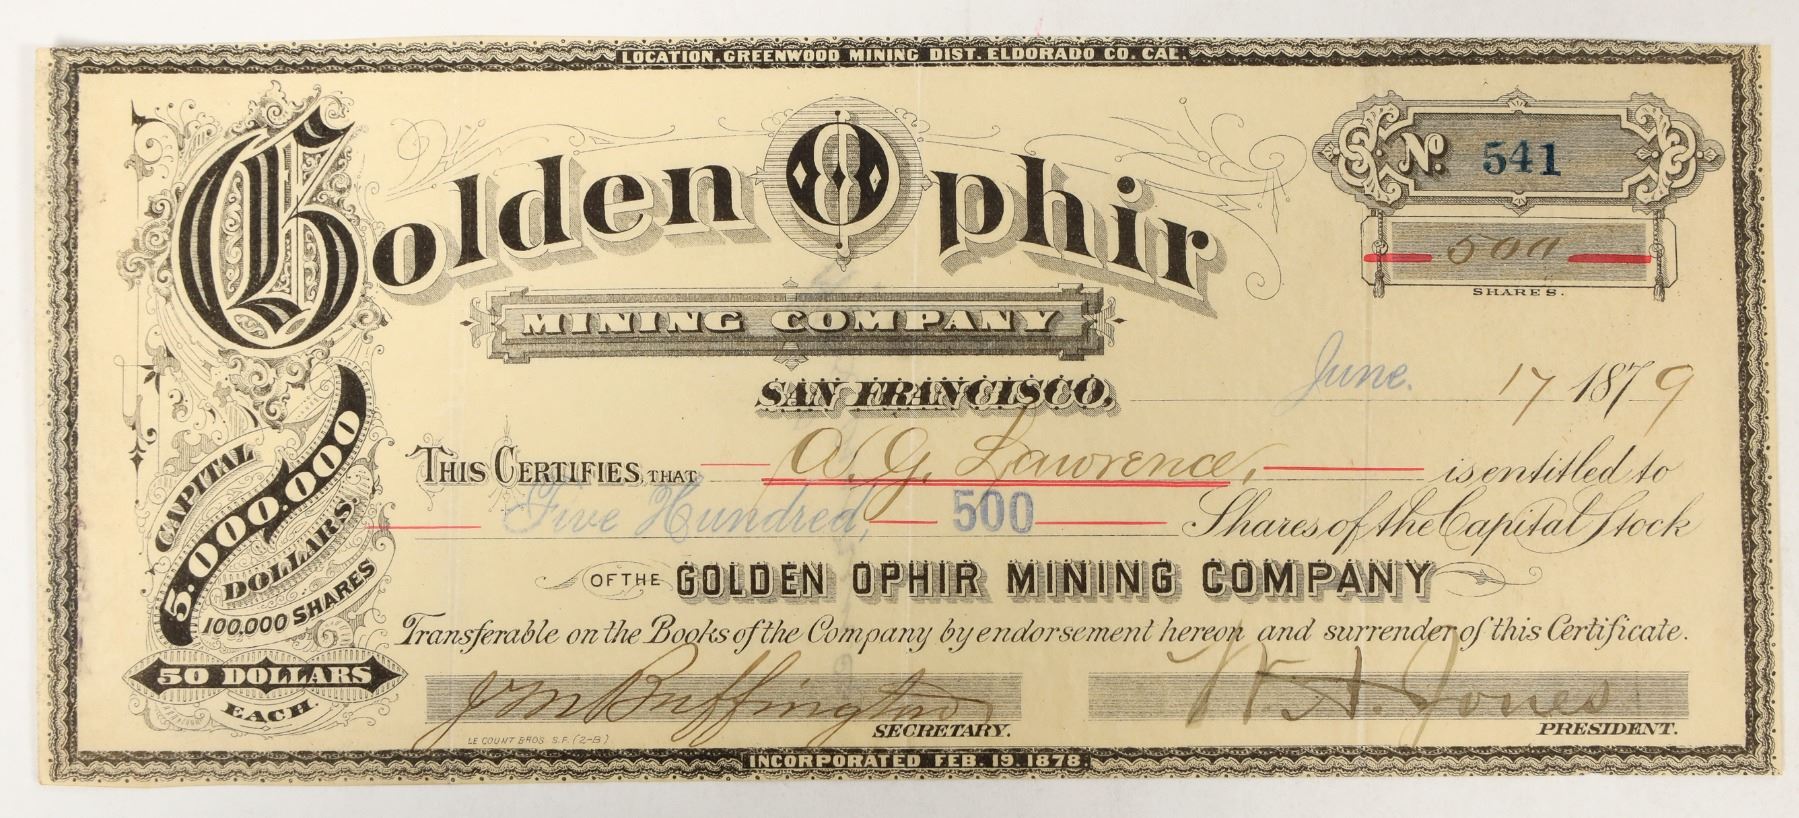 LOCATION. GREENWOOD MINING DIST. ELDORADO CO. CAL.
Golden Ophir
MINING COMPANY
No. 541
500
SHARES.
SAN FRANCISCO, June. 17 1879
THIS CERTIFIES, THAT A. G. Lawrence, is entitled to
Five Hundred, 500 Shares of the Capital Stock
OF THE GOLDEN OPHIR MINING COMPANY
Transferable on the Books of the Company by endorsement hereon and surrender of this Certificate.
CAPITAL
5.000.000
DOLLARS.
100,000 SHARES
50 DOLLARS
EACH.
J M Buffington
SECRETARY.
W. A. Jones
PRESIDENT.
LE COUNT BROS S.F. (2-B)
INCORPORATED FEB. 19. 1878.